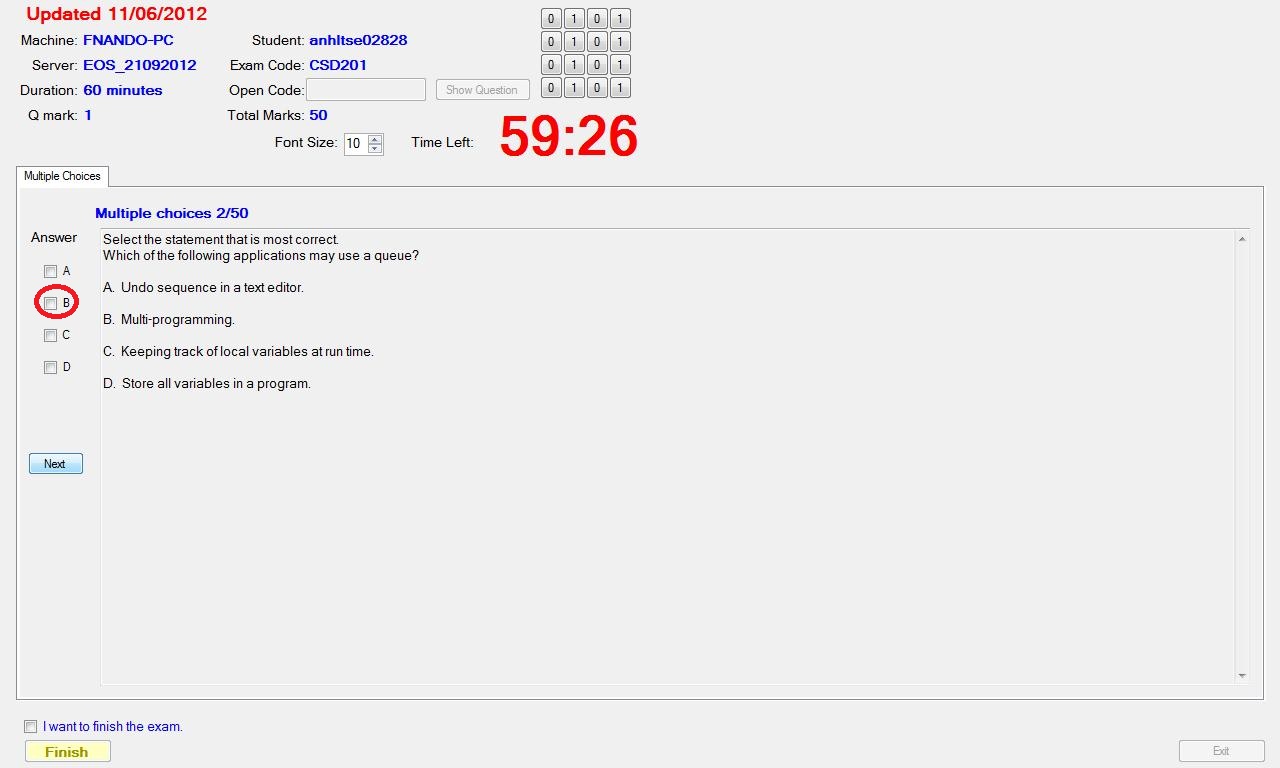 Updated 11/06/2012
Machine: FNANDO-PC Student: anhltse02828
Server: EOS_21092012 Exam Code: CSD201
Duration: 60 minutes Open Code: Show Question
Q mark: 1 Total Marks: 50
0 1 0 1
0 1 0 1
0 1 0 1
0 1 0 1
Font Size: 10 Time Left: 59:26
Multiple Choices
Multiple choices 2/50
Answer
A
B
C
D
Select the statement that is most correct.
Which of the following applications may use a queue?
A. Undo sequence in a text editor.
B. Multi-programming.
C. Keeping track of local variables at run time.
D. Store all variables in a program.
Next
I want to finish the exam.
Finish
Exit